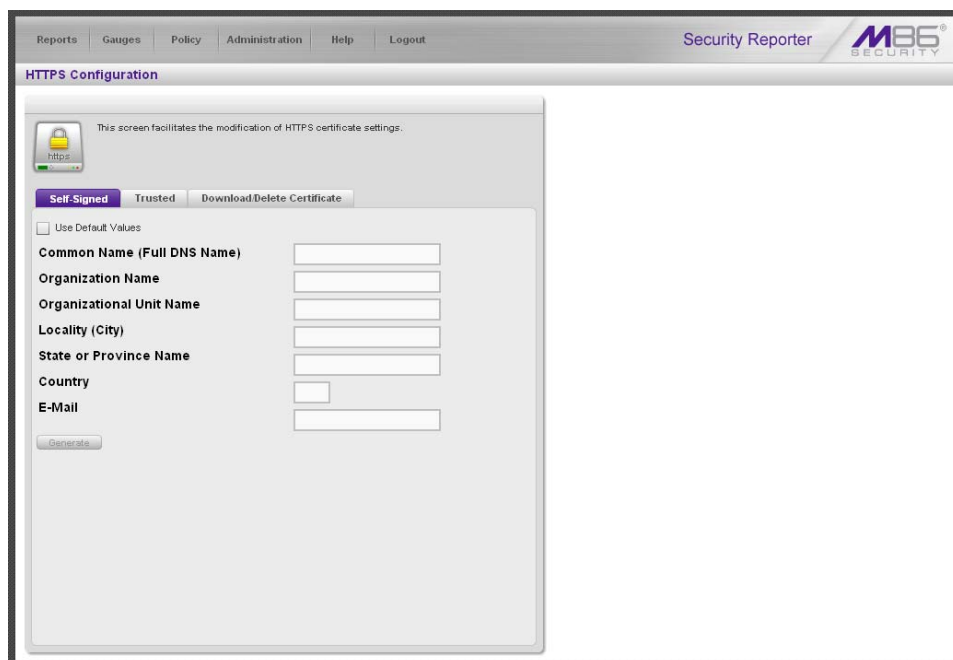 Reports Gauges Policy Administration Help Logout Security Reporter M86® SECURITY
HTTPS Configuration
This screen facilitates the modification of HTTPS certificate settings.
https
Self-Signed Trusted Download/Delete Certificate
Use Default Values
Common Name (Full DNS Name)
Organization Name
Organizational Unit Name
Locality (City)
State or Province Name
Country
E-Mail
Generate